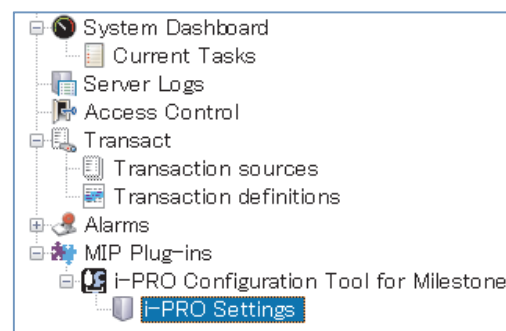 System Dashboard
Current Tasks
Server Logs
Access Control
Transact
Transaction sources
Transaction definitions
Alarms
MIP Plug-ins
i-PRO Configuration Tool for Milestone
i-PRO Settings